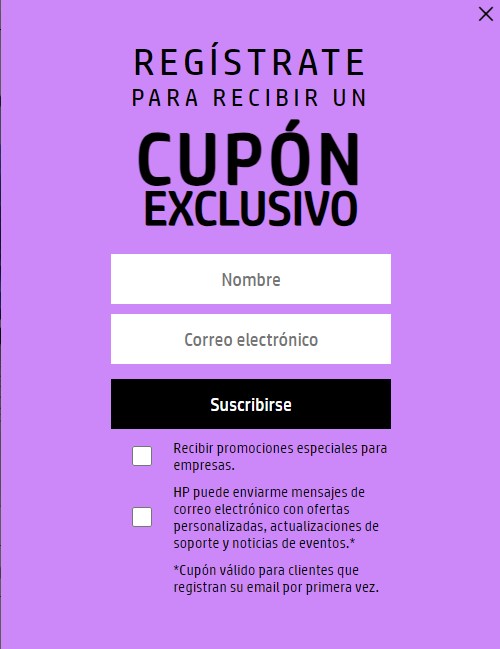 REGÍSTRATE
PARA RECIBIR UN
CUPÓN
EXCLUSIVO
Nombre
Correo electrónico
Suscribirse
Recibir promociones especiales para
empresas.
HP puede enviarme mensajes de
correo electrónico con ofertas
personalizadas, actualizaciones de
soporte y noticias de eventos.*
*Cupón válido para clientes que
registran su email por primera vez.